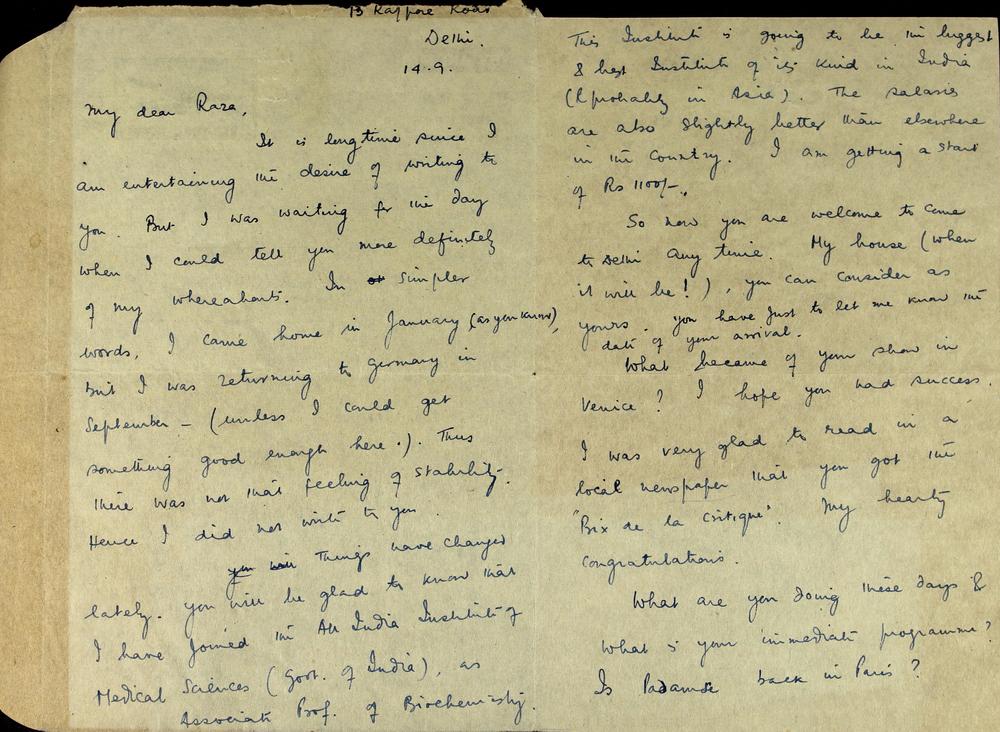 13 Rajpore Road
Delhi.
14.9.
My dear Raza,
It is long time since I
am entertaining the desire of writing to
you. But I was waiting for the day
when I could tell you more definitely
of my whereabouts. In simpler
words, I came home in January (as you know),
but I was returning to Germany in
September – (unless I could get
something good enough here.). Thus
there was not that feeling of stability.
Hence I did not write to you.
you will Things have changed
lately. You will be glad to know that
I have joined the All India Institute of
Medical Sciences (Govt. of India), as
Associate Prof. of Biochemistry.
This Institute is going to be the biggest
& best Institute of its kind in India
(& probably in Asia). The salaries
are also slightly better than elsewhere
in the country. I am getting a start
of Rs 1100/-.
So now you are welcome to come
to Delhi any time. My house (when
it will be!), you can consider as
yours. You have just to let me know the
date of your arrival.
What became of your show in
Venice? I hope you had success.
I was very glad to read in a
local newspaper that you got the
"Prix de la Critique". My hearty
congratulations.
What are you doing these days &
what is your immediate programme?
Is Padamsee back in Paris?